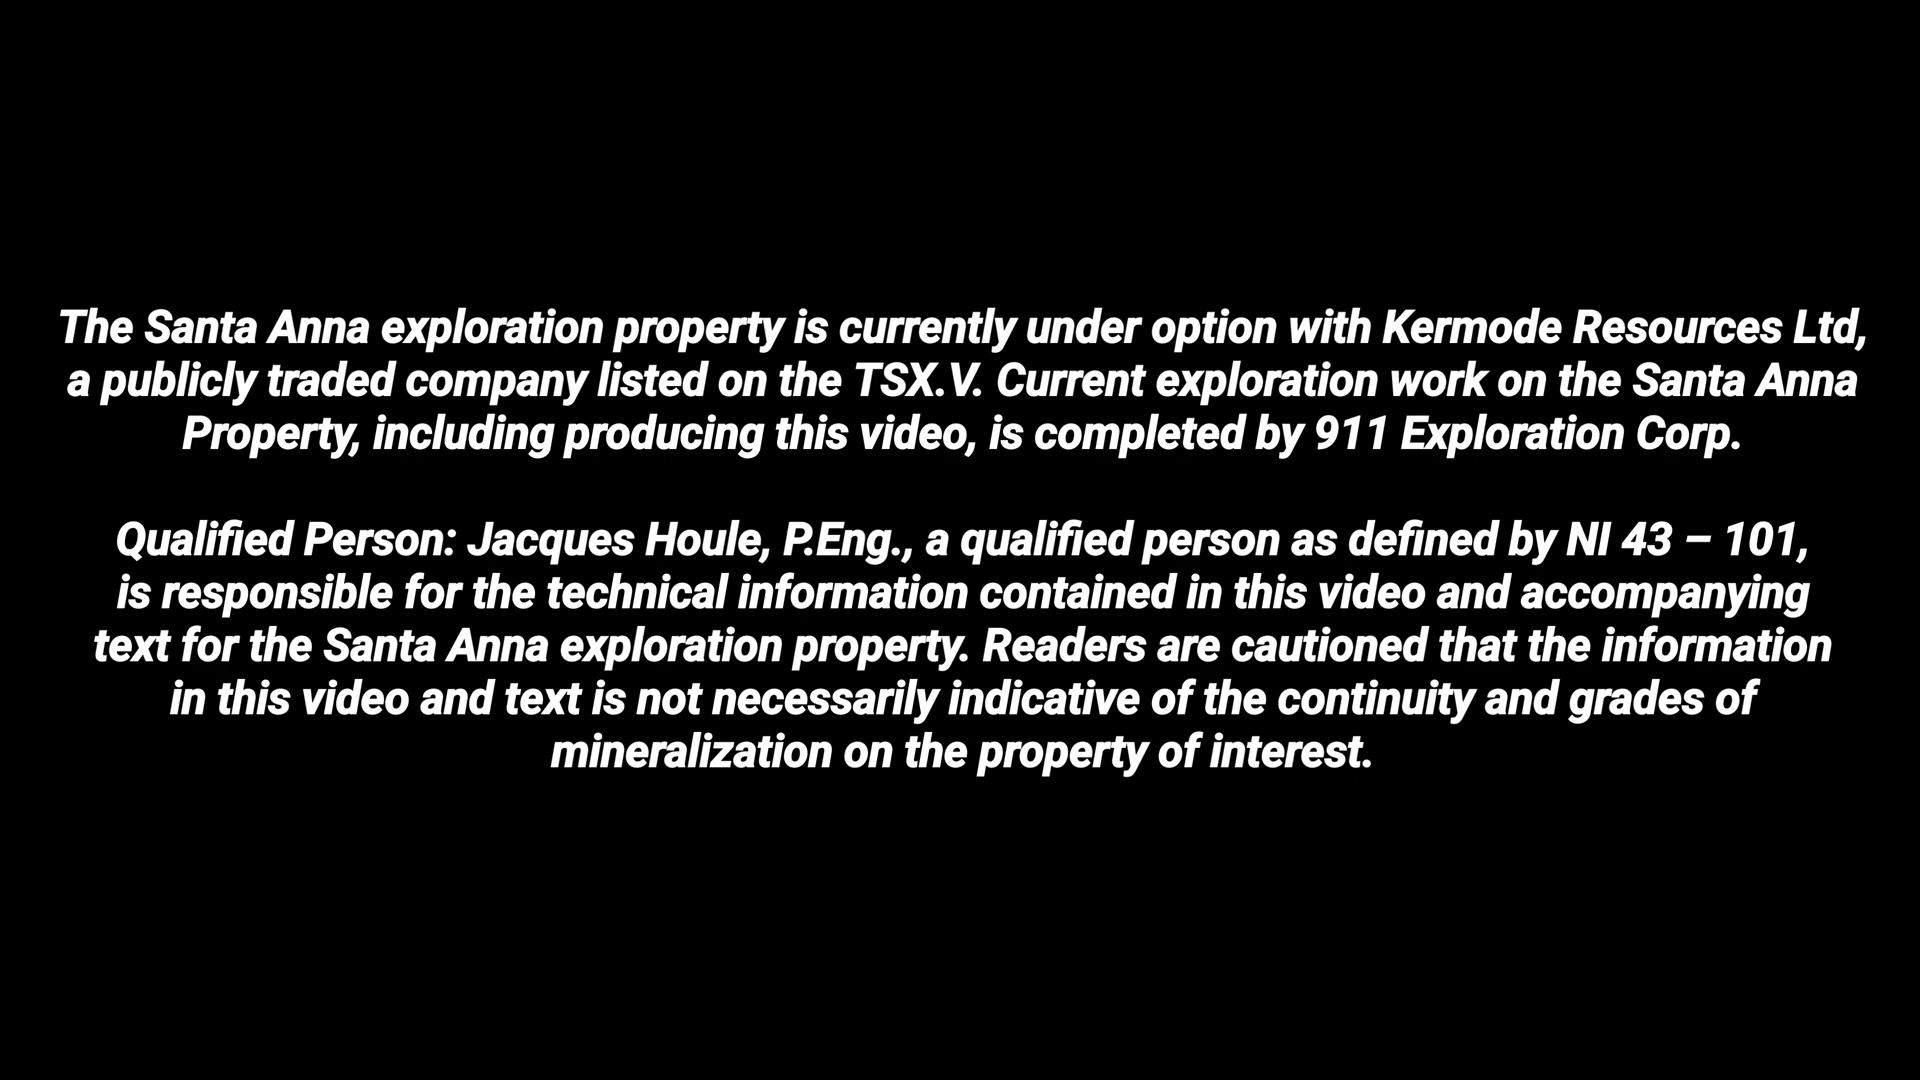 The Santa Anna exploration property is currently under option with Kermode Resources Ltd,
a publicly traded company listed on the TSX.V. Current exploration work on the Santa Anna
Property, including producing this video, is completed by 911 Exploration Corp.
Qualified Person: Jacques Houle, P.Eng., a qualified person as defined by NI 43 – 101,
is responsible for the technical information contained in this video and accompanying
text for the Santa Anna exploration property. Readers are cautioned that the information
in this video and text is not necessarily indicative of the continuity and grades of
mineralization on the property of interest.